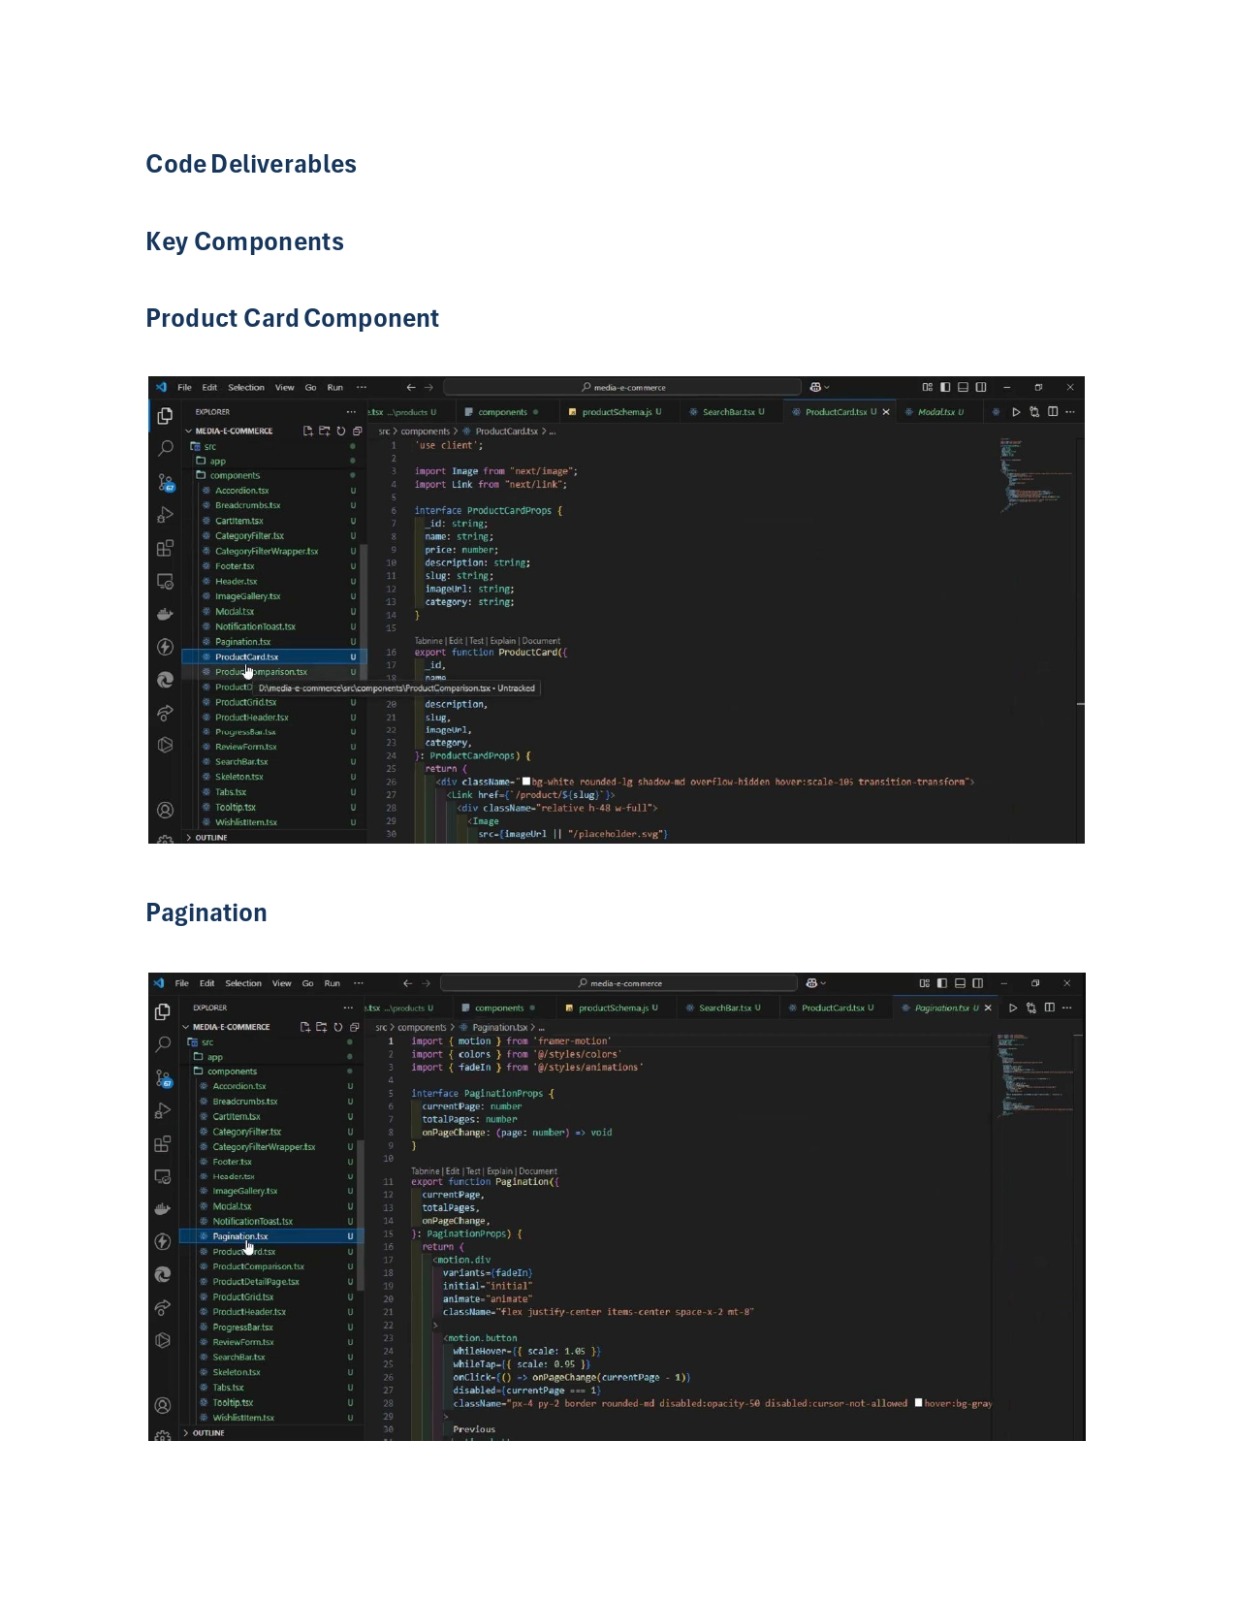 Code Deliverables
Key Components
Product Card Component
File Edit Selection View Go Run ··· media-e-commerce
EXPLORER ···
.tsx ...\products U components productSchema.js U SearchBar.tsx U ProductCard.tsx U Modal.tsx U
MEDIA-E-COMMERCE
src > components > ProductCard.tsx > ...
src
app
components
Accordion.tsx U
Breadcrumbs.tsx U
CartItem.tsx U
CategoryFilter.tsx U
CategoryFilterWrapper.tsx U
Footer.tsx U
Header.tsx U
ImageGallery.tsx U
Modal.tsx U
NotificationToast.tsx U
Pagination.tsx U
ProductCard.tsx U
ProductComparison.tsx U
ProductD U
ProductGrid.tsx U
ProductHeader.tsx U
ProgressBar.tsx U
ReviewForm.tsx U
SearchBar.tsx U
Skeleton.tsx U
Tabs.tsx U
Tooltip.tsx U
WishlistItem.tsx U
OUTLINE
1 'use client';
2
3 import Image from "next/image";
4 import Link from "next/link";
5
6 interface ProductCardProps {
7 _id: string;
8 name: string;
9 price: number;
10 description: string;
11 slug: string;
12 imageUrl: string;
13 category: string;
14 }
15
Tabnine | Edit | Test | Explain | Document
16 export function ProductCard({
17 _id,
18 name
D:\media-e-commerce\src\components\ProductComparison.tsx • Untracked
20 description,
21 slug,
22 imageUrl,
23 category,
24 }: ProductCardProps) {
25 return (
26 <div className="bg-white rounded-lg shadow-md overflow-hidden hover:scale-105 transition-transform">
27 <Link href={`/product/${slug}`}>
28 <div className="relative h-48 w-full">
29 <Image
30 src={imageUrl || "/placeholder.svg"}
Pagination
File Edit Selection View Go Run ··· media-e-commerce
EXPLORER ···
.tsx ...\products U components productSchema.js U SearchBar.tsx U ProductCard.tsx U Pagination.tsx U
MEDIA-E-COMMERCE
src > components > Pagination.tsx > ...
src
app
components
Accordion.tsx U
Breadcrumbs.tsx U
CartItem.tsx U
CategoryFilter.tsx U
CategoryFilterWrapper.tsx U
Footer.tsx U
Header.tsx U
ImageGallery.tsx U
Modal.tsx U
NotificationToast.tsx U
Pagination.tsx U
ProductCard.tsx U
ProductComparison.tsx U
ProductDetailPage.tsx U
ProductGrid.tsx U
ProductHeader.tsx U
ProgressBar.tsx U
ReviewForm.tsx U
SearchBar.tsx U
Skeleton.tsx U
Tabs.tsx U
Tooltip.tsx U
WishlistItem.tsx U
OUTLINE
1 import { motion } from 'framer-motion'
2 import { colors } from '@/styles/colors'
3 import { fadeIn } from '@/styles/animations'
4
5 interface PaginationProps {
6 currentPage: number
7 totalPages: number
8 onPageChange: (page: number) => void
9 }
10
Tabnine | Edit | Test | Explain | Document
11 export function Pagination({
12 currentPage,
13 totalPages,
14 onPageChange,
15 }: PaginationProps) {
16 return (
17 <motion.div
18 variants={fadeIn}
19 initial="initial"
20 animate="animate"
21 className="flex justify-center items-center space-x-2 mt-8"
22 >
23 <motion.button
24 whileHover={{ scale: 1.05 }}
25 whileTap={{ scale: 0.95 }}
26 onClick={() => onPageChange(currentPage - 1)}
27 disabled={currentPage === 1}
28 className="px-4 py-2 border rounded-md disabled:opacity-50 disabled:cursor-not-allowed hover:bg-gray
29 >
30 Previous